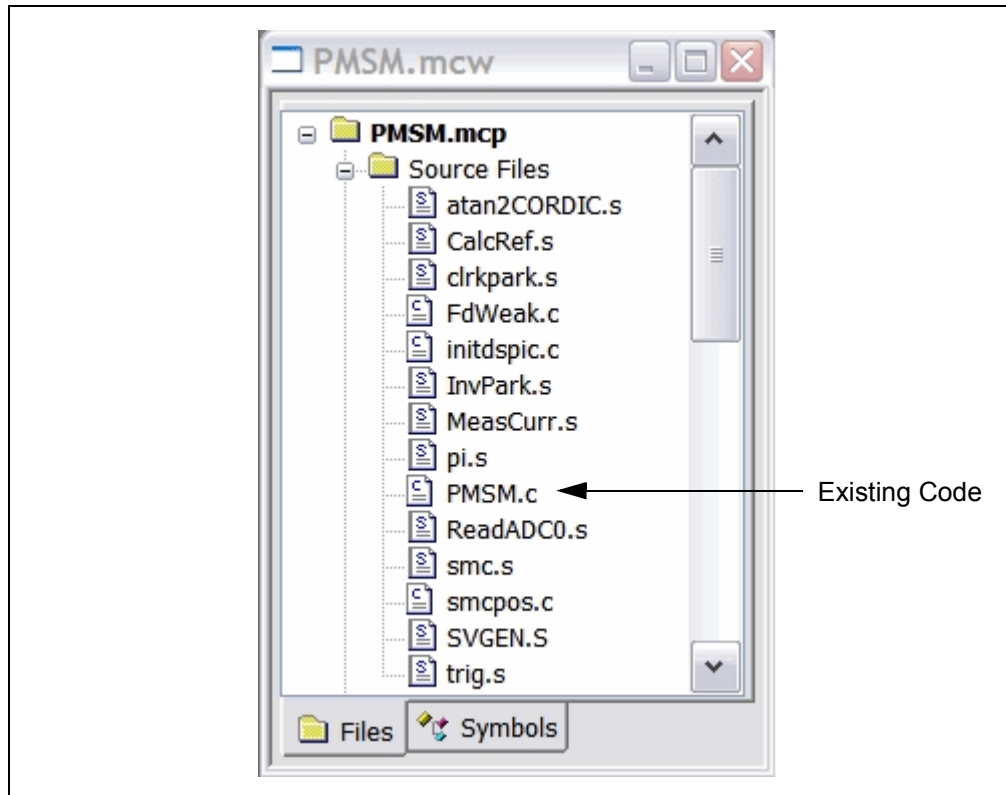 PMSM.mcw
PMSM.mcp
Source Files
atan2CORDIC.s
CalcRef.s
clrkpark.s
FdWeak.c
initdspic.c
InvPark.s
MeasCurr.s
pi.s
PMSM.c
Existing Code
ReadADC0.s
smc.s
smcpos.c
SVGEN.S
trig.s
Files
Symbols